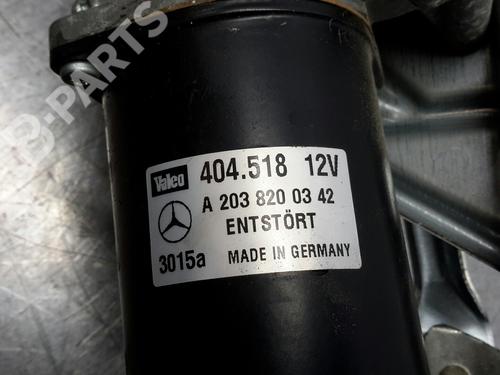 B-PARTS
Valeo 404.518 12V
A 203 820 03 42
ENTSTÖRT
3015a MADE IN GERMANY